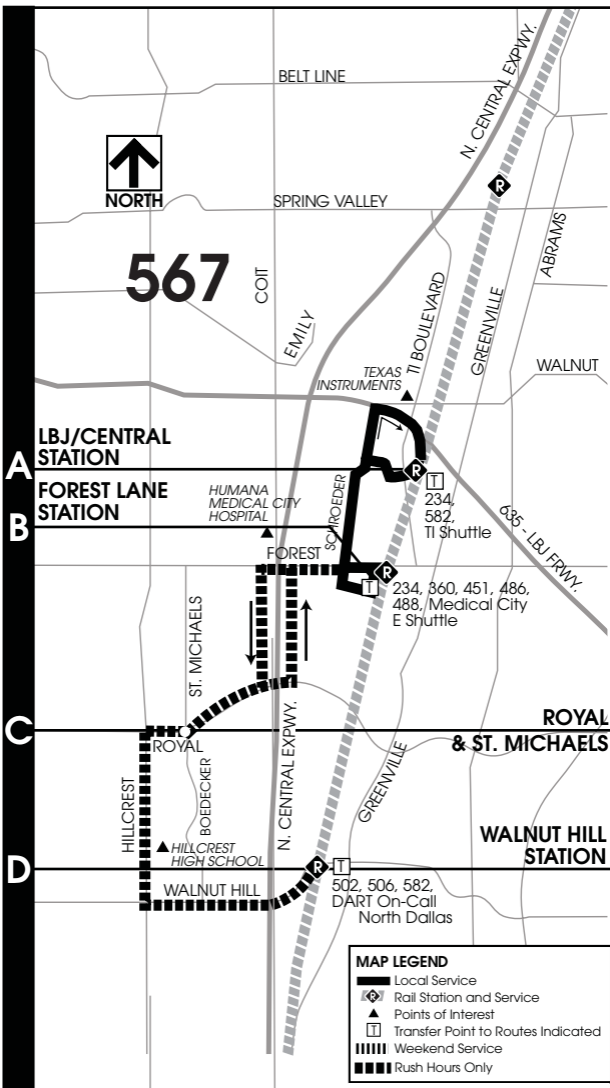 BELT LINE
N. CENTRAL EXPWY.
R
NORTH
SPRING VALLEY
567
COIT
EMILY
TI BOULEVARD
GREENVILLE
ABRAMS
TEXAS
INSTRUMENTS
WALNUT
A
LBJ/CENTRAL
STATION
R
T
234,
582,
TI Shuttle
B
FOREST LANE
STATION
HUMANA
MEDICAL CITY
HOSPITAL
SCHROEDER
635 - LBJ FRWY.
FOREST
R
T
234, 360, 451, 486,
488, Medical City
E Shuttle
ST. MICHAELS
C
ROYAL
& ST. MICHAELS
ROYAL
HILLCREST
BOEDECKER
N. CENTRAL EXPWY.
GREENVILLE
HILLCREST
HIGH SCHOOL
WALNUT HILL
STATION
D
R
T
WALNUT HILL
502, 506, 582,
DART On-Call
North Dallas
MAP LEGEND
Local Service
R Rail Station and Service
Points of Interest
T Transfer Point to Routes Indicated
Weekend Service
Rush Hours Only